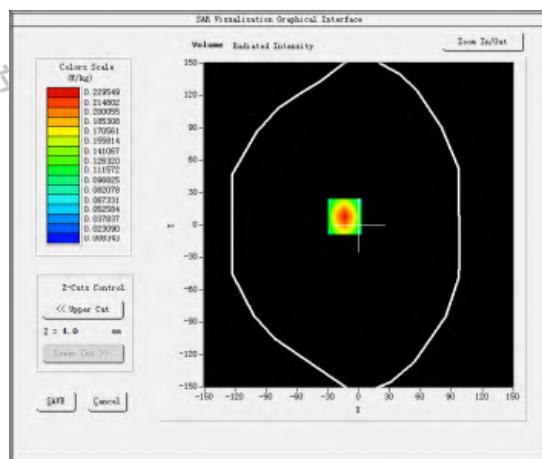 SAR Visualisation Graphical Interface
Volume Radiated Intensity
Zoom In/Out
Colors Scale
(W/kg)
0.229549
0.214802
0.200055
0.185308
0.170561
0.155814
0.141067
0.126320
0.111572
0.096825
0.082078
0.067331
0.052584
0.037837
0.023090
0.008343
Z-Cuts Control
<< Upper Cut
Z = 4.0 mm
Lower Cut >>
SAVE
Cancel
150
120
90
60
30
0
-30
-60
-90
-120
-150
Y
-150 -120 -90 -60 -30 0 30 60 90 120 150
X